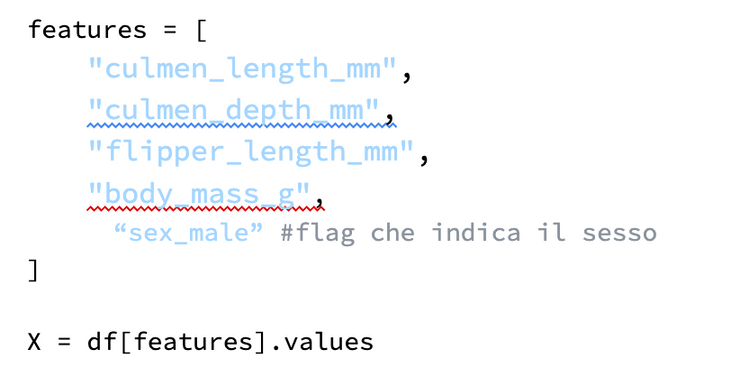 features = [
"culmen_length_mm",
"culmen_depth_mm",
"flipper_length_mm",
"body_mass_g",
“sex_male” #flag che indica il sesso
]
X = df[features].values